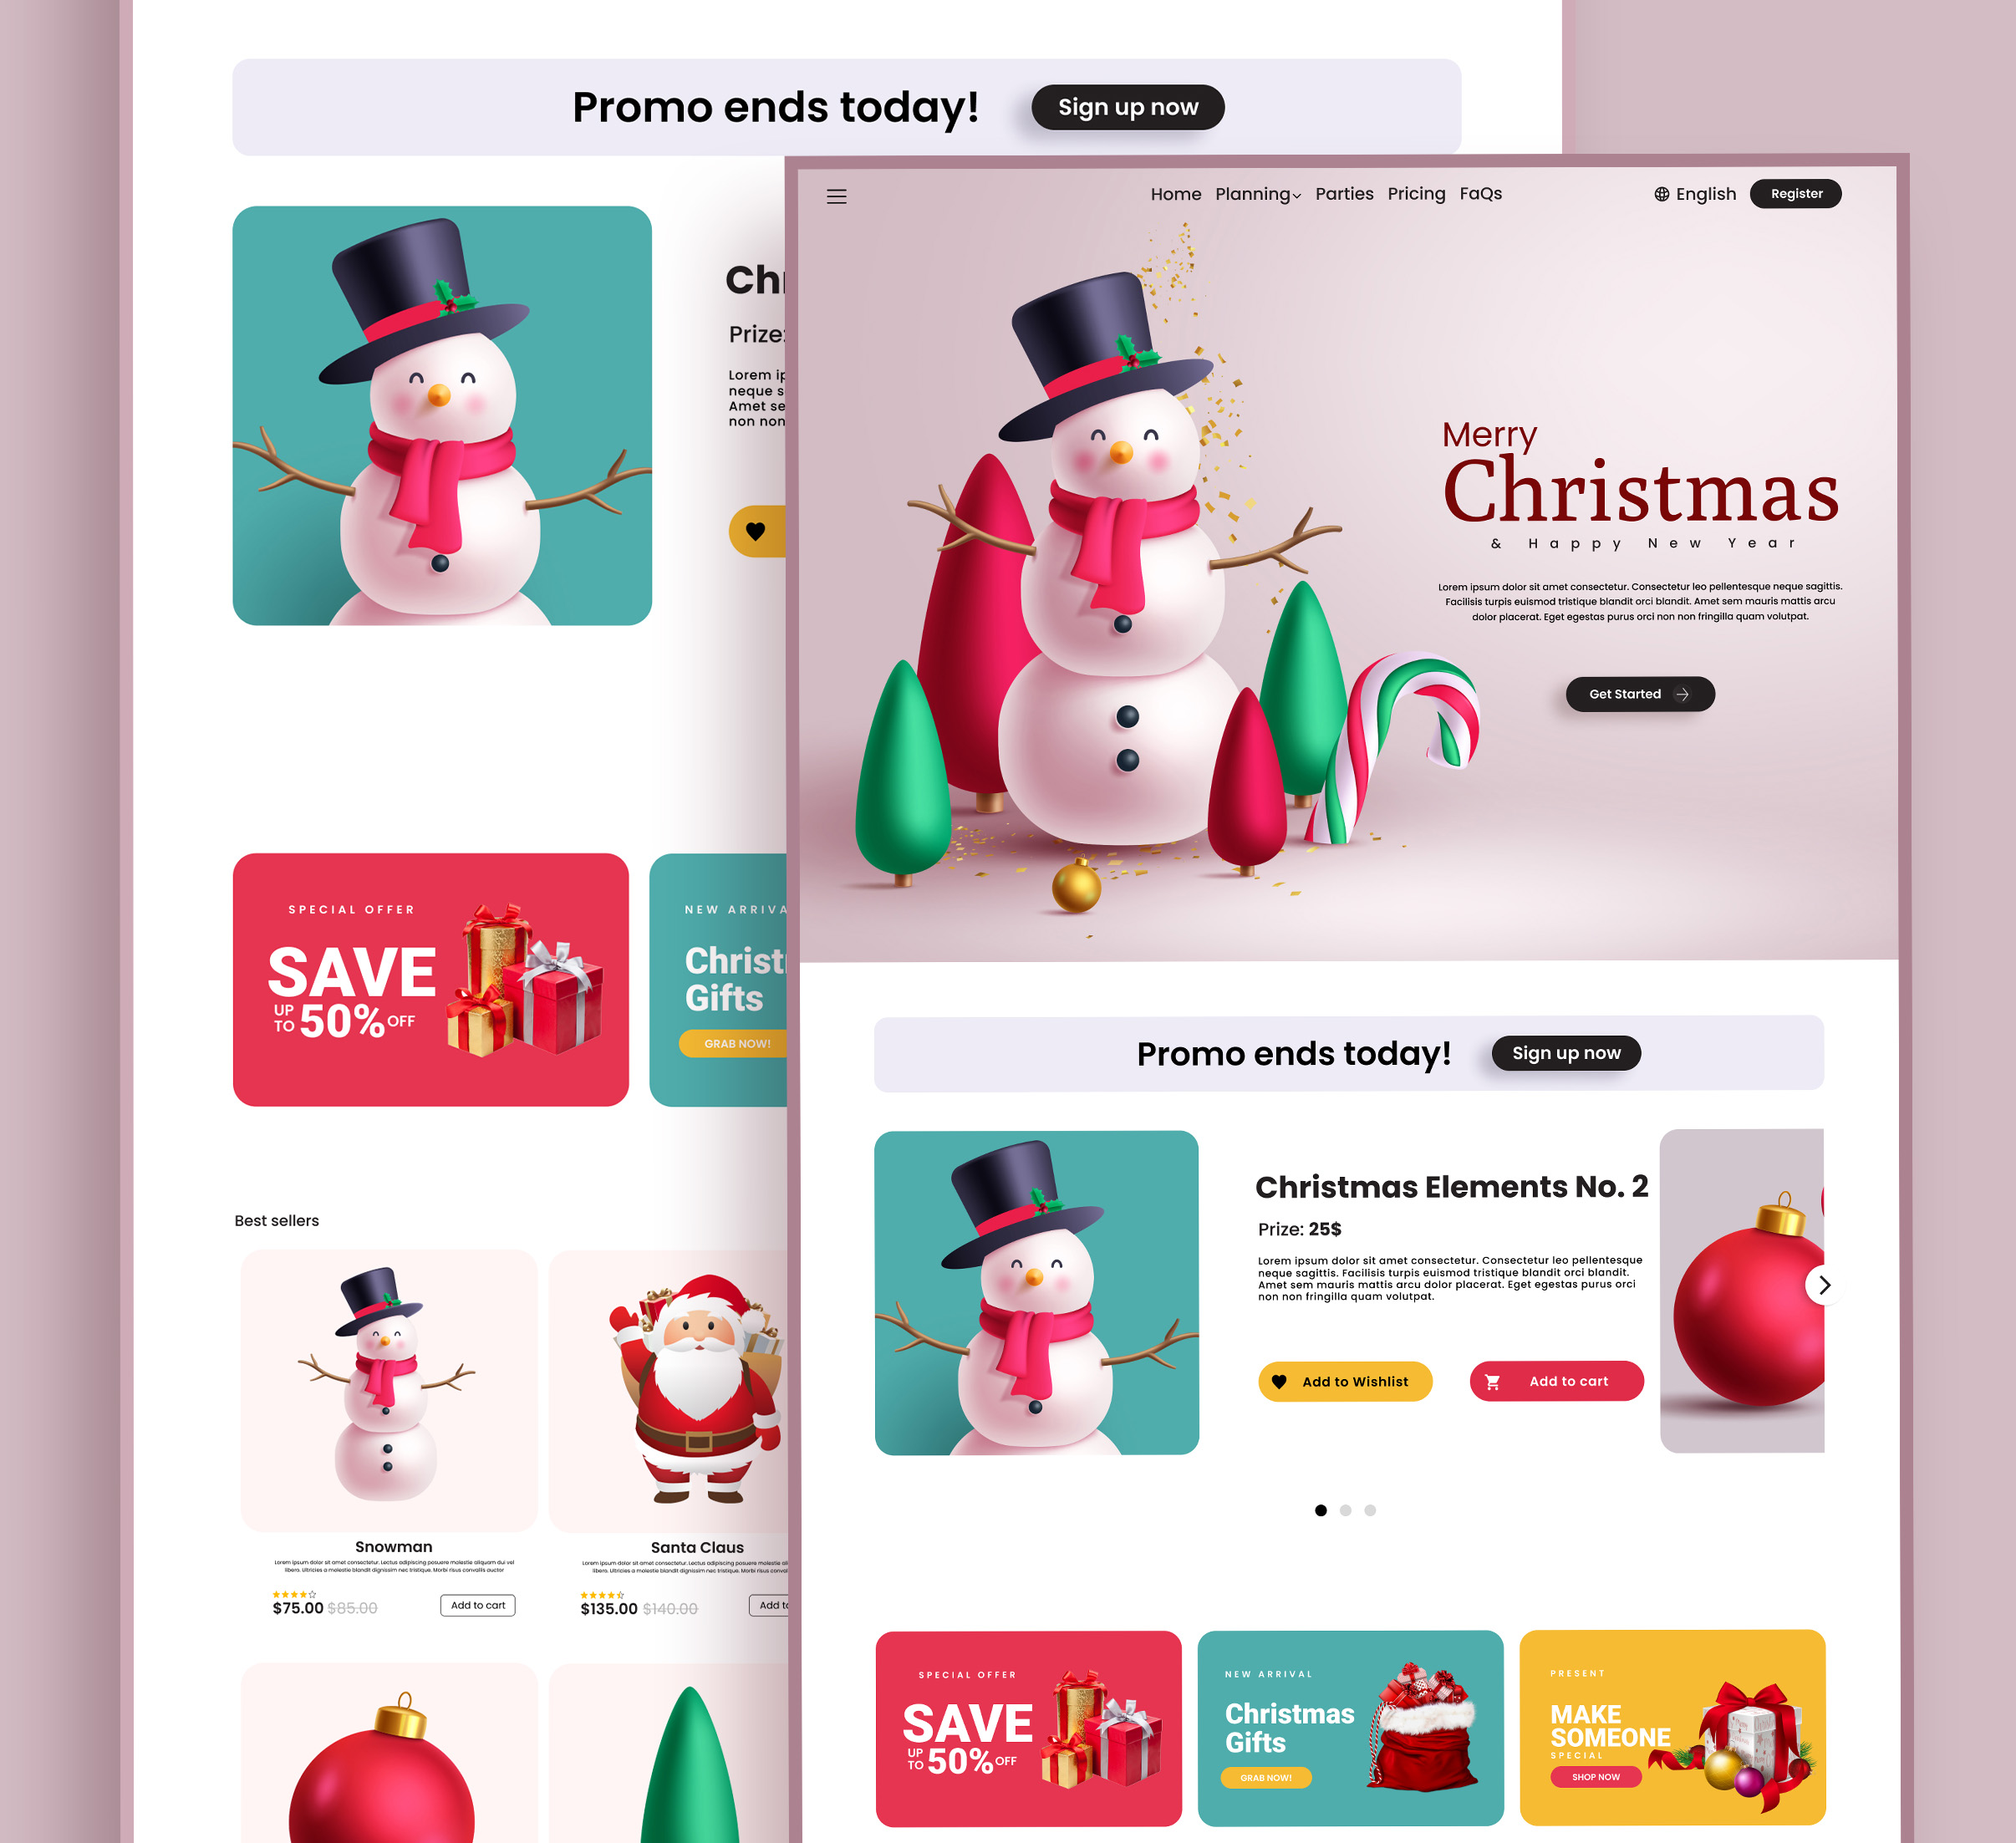 Promo ends today!
Sign up now
Prize:
Lorem
neque
Amet
non non
SPECIAL OFFER
SAVE
UP TO 50% OFF
NEW
Gifts
GRAB NOW!
Best sellers
Snowman
Lorem ipsum dolor sit amet consectetur. Lectus adipiscing posuere molestie aliquam dui vel
libero. Ultricies a molestie blandit dignissim nec tristique. Morbi risus convallis auctor
$75.00 $85.00
Add to cart
Santa Claus
Lorem ipsum dolor sit amet consectetur. Lectus adipiscing posuere molestie
libero. Ultricies a molestie blandit dignissim nec tristique. Morbi risus
$135.00 $140.00
Add
Home Planning Parties Pricing FaQs
English
Register
Merry
Christmas
& Happy New Year
Lorem ipsum dolor sit amet consectetur. Consectetur leo pellentesque neque sagittis.
Facilisis turpis euismod tristique blandit orci blandit. Amet sem mauris mattis arcu
dolor placerat. Eget egestas purus orci non non fringilla quam volutpat.
Get Started
Promo ends today!
Sign up now
Christmas Elements No. 2
Prize: 25$
Lorem ipsum dolor sit amet consectetur. Consectetur leo pellentesque
neque sagittis. Facilisis turpis euismod tristique blandit orci blandit.
Amet sem mauris mattis arcu dolor placerat. Eget egestas purus orci
non non fringilla quam volutpat.
Add to Wishlist
Add to cart
SPECIAL OFFER
SAVE
UP TO 50% OFF
NEW ARRIVAL
Christmas
Gifts
GRAB NOW!
PRESENT
MAKE
SOMEONE
SPECIAL
SHOP NOW